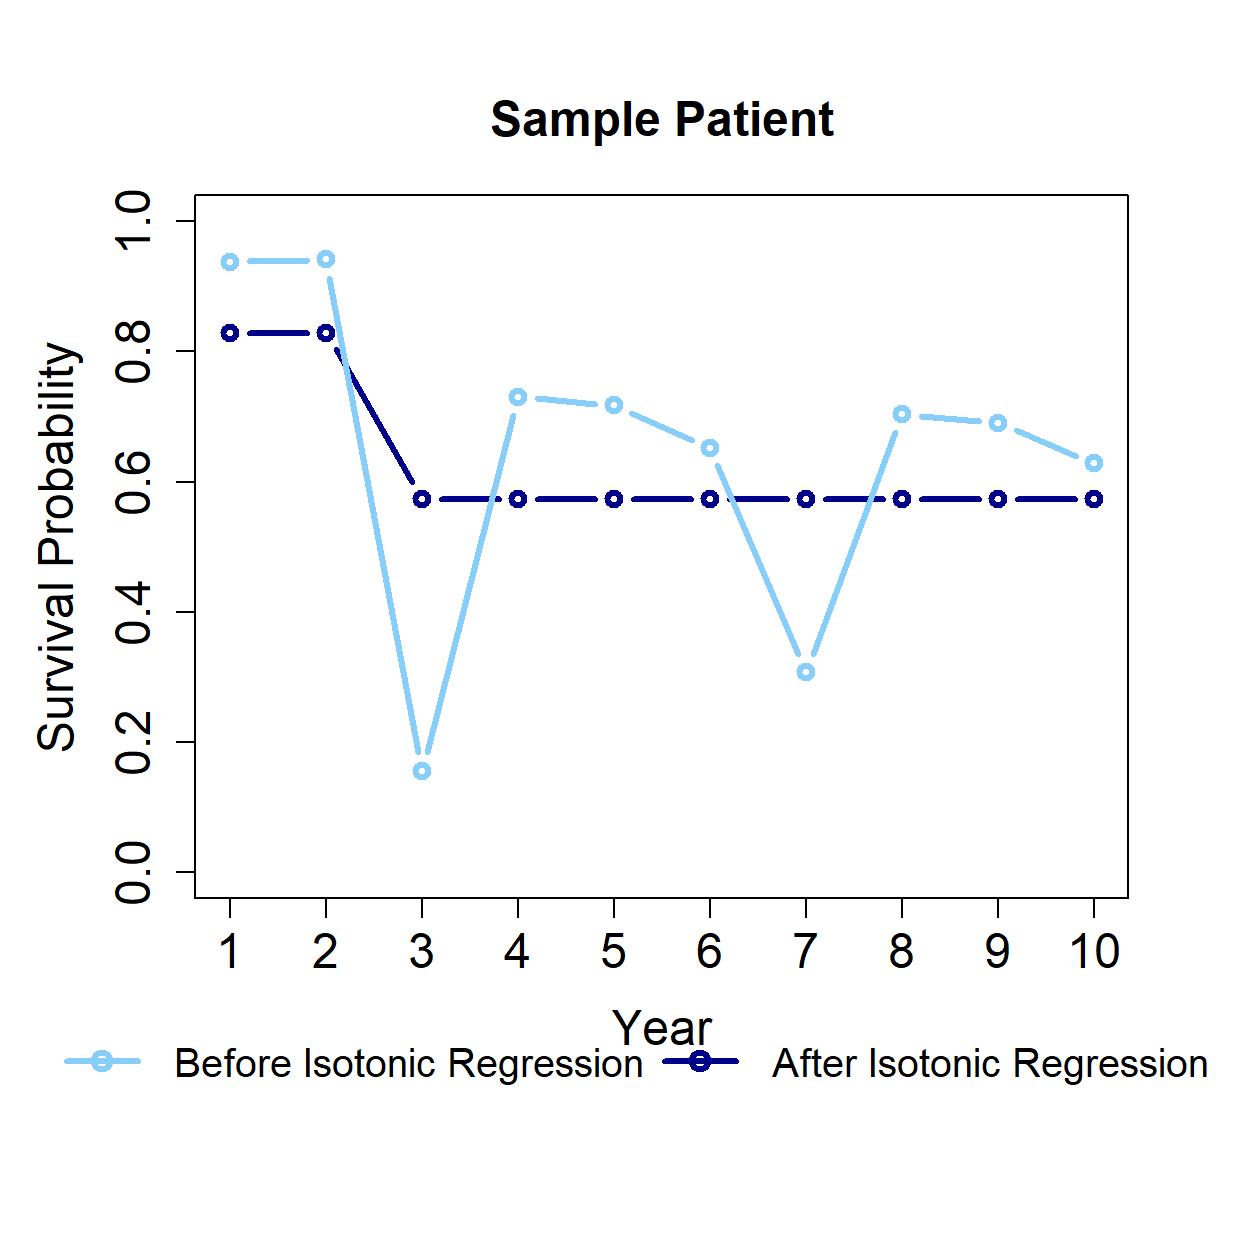 Sample Patient
Survival Probability
1.0
0.8
0.6
0.4
0.2
0.0
1 2 3 4 5 6 7 8 9 10
Year
Before Isotonic Regression After Isotonic Regression